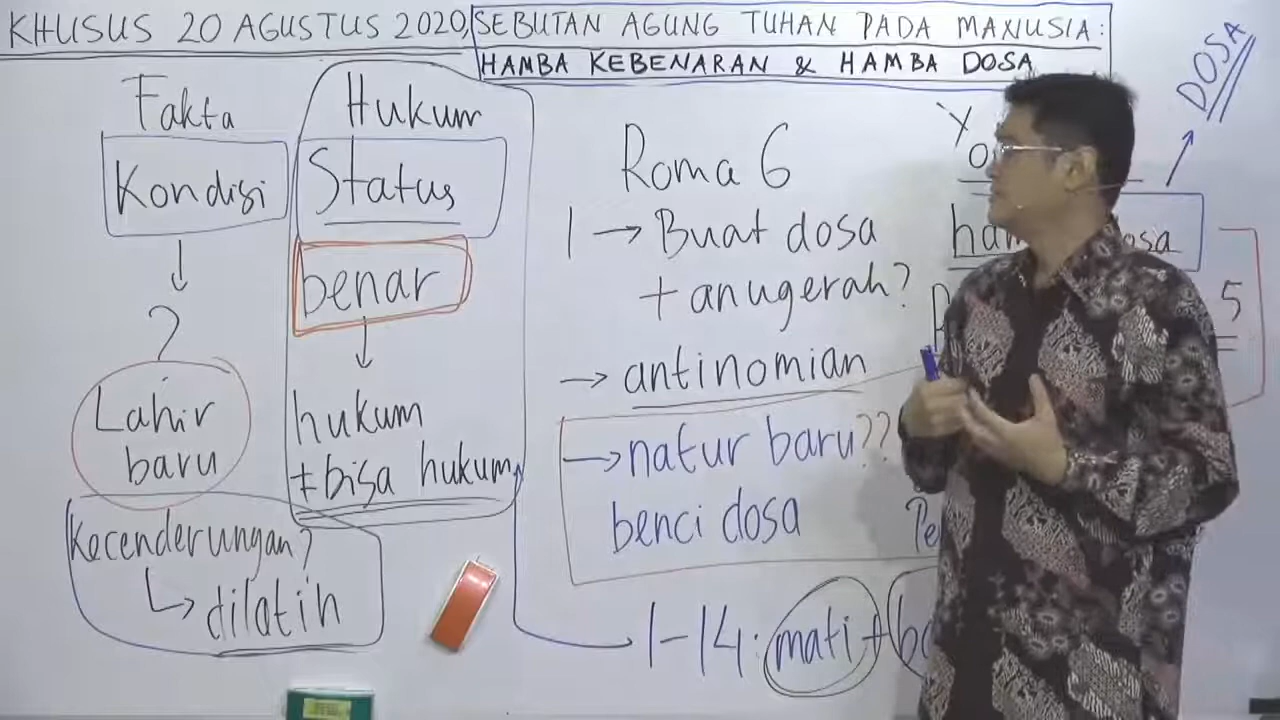 KHUSUS 20 AGUSTUS 2020,
SEBUTAN AGUNG TUHAN PADA MANUSIA:
HAMBA KEBENARAN & HAMBA DOSA
Fakta
Kondisi
?
Lahir
baru
Kecenderungan?
↳ dilatih
Hukum
Status
benar
hukum
≠ bisa hukum
Roma 6
1 → Buat dosa
+ anugerah?
→ antinomian
→ natur baru??
benci dosa
1-14: mati +
DOSA
5